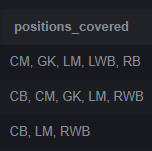 positions_covered
CM, GK, LM, LWB, RB
CB, CM, GK, LM, RWB
CB, LM, RWB